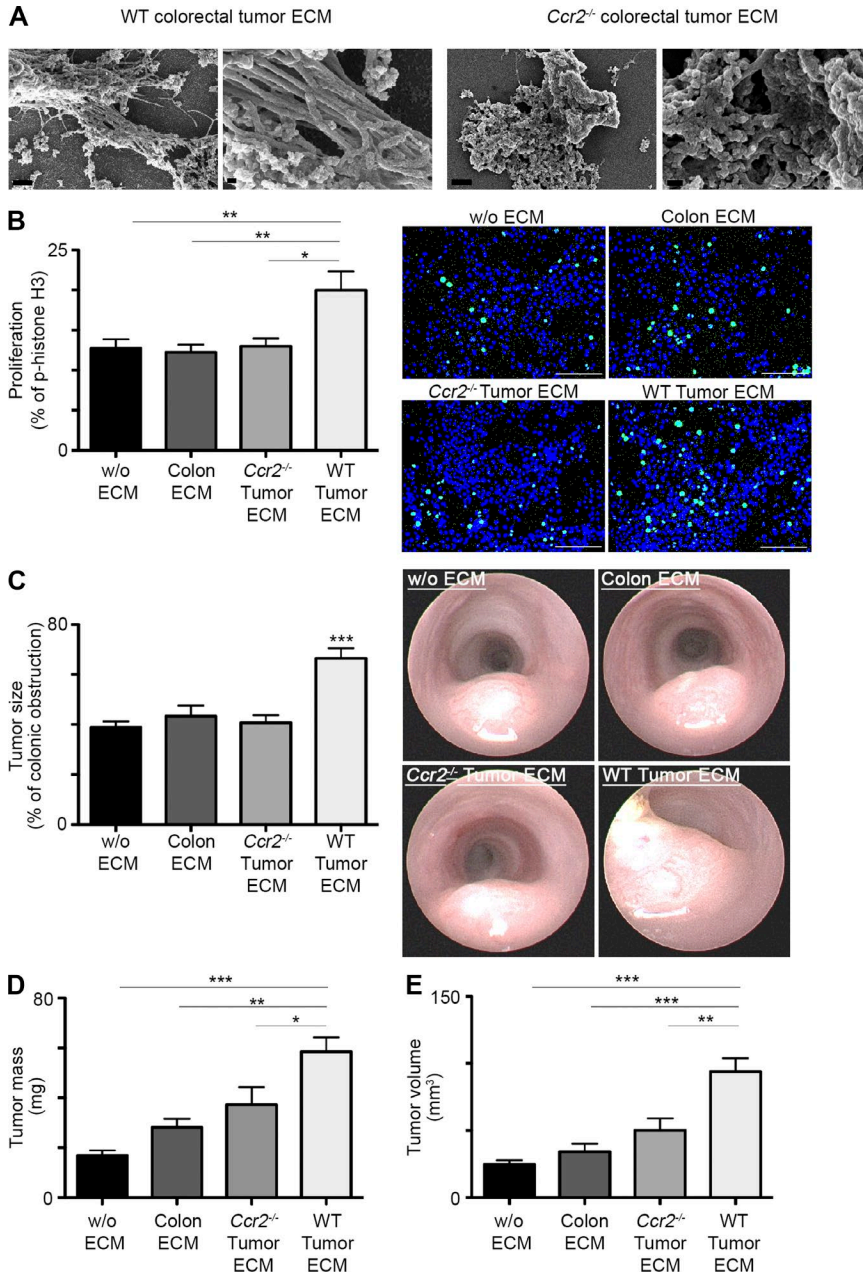 A
WT colorectal tumor ECM
Ccr2-/- colorectal tumor ECM
B
**
**
*
25
0
Proliferation
(% of p-histone H3)
w/o
ECM
Colon
ECM
Ccr2-/-
Tumor
ECM
WT
Tumor
ECM
w/o ECM
Colon ECM
Ccr2-/- Tumor ECM
WT Tumor ECM
C
80
0
***
Tumor size
(% of colonic obstruction)
w/o
ECM
Colon
ECM
Ccr2-/-
Tumor
ECM
WT
Tumor
ECM
w/o ECM
Colon ECM
Ccr2-/- Tumor ECM
WT Tumor ECM
D
***
**
*
80
0
Tumor mass
(mg)
w/o
ECM
Colon
ECM
Ccr2-/-
Tumor
ECM
WT
Tumor
ECM
E
***
***
**
150
0
Tumor volume
(mm³)
w/o
ECM
Colon
ECM
Ccr2-/-
Tumor
ECM
WT
Tumor
ECM